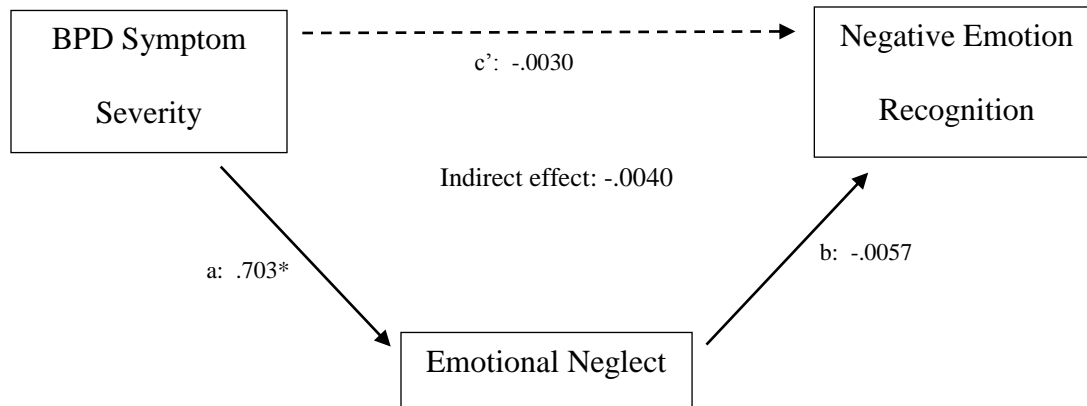 BPD Symptom
Severity
c’: -.0030
Negative Emotion
Recognition
Indirect effect: -.0040
a: .703*
b: -.0057
Emotional Neglect